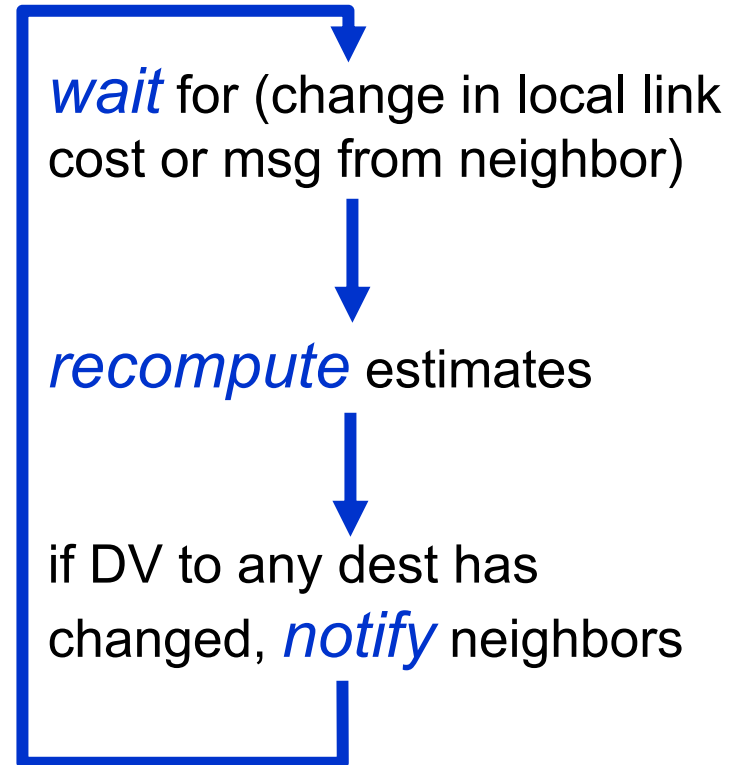 wait for (change in local link
cost or msg from neighbor)
recompute estimates
if DV to any dest has
changed, notify neighbors